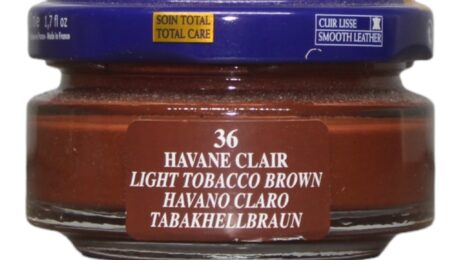 1,7 fl oz
Made in France
SOIN TOTAL
TOTAL CARE
CUIR LISSE
SMOOTH LEATHER
36
HAVANE CLAIR
LIGHT TOBACCO BROWN
HAVANO CLARO
TABAKHELLBRAUN